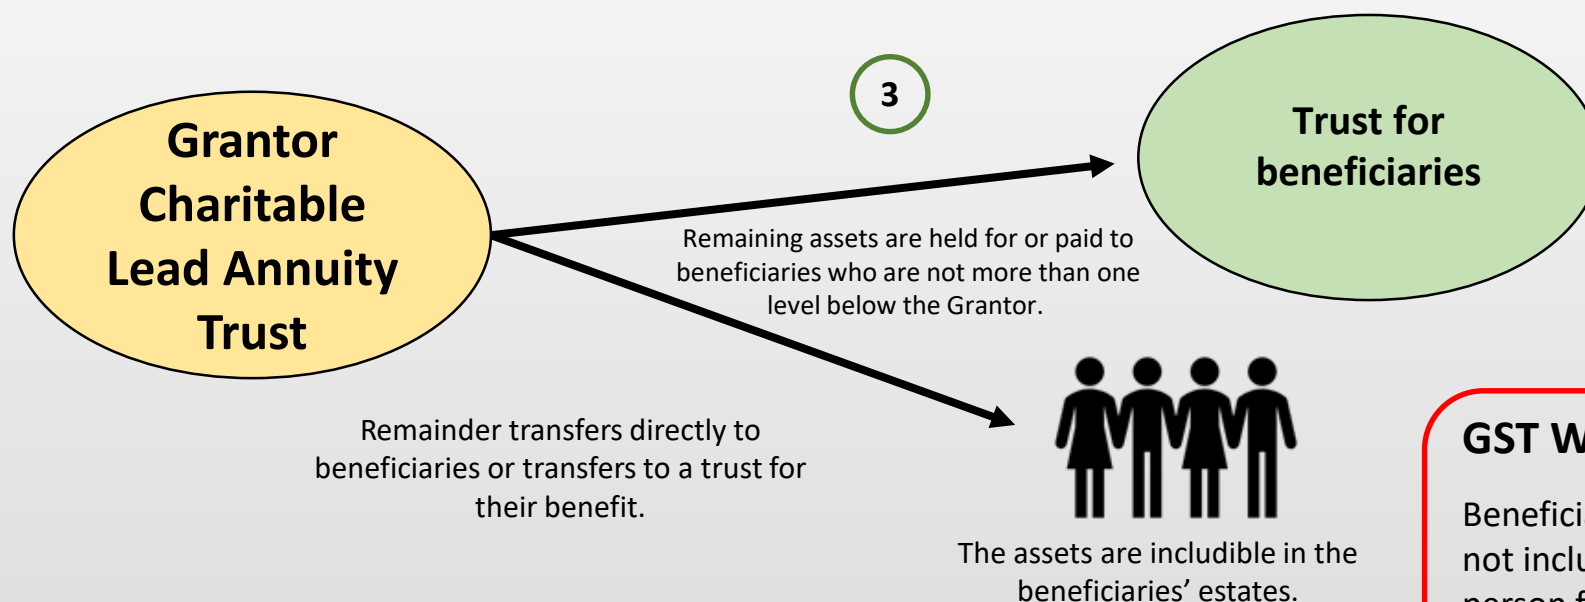 Grantor
Charitable
Lead Annuity
Trust
3
Trust for
beneficiaries
Remaining assets are held for or paid to
beneficiaries who are not more than one
level below the Grantor.
Remainder transfers directly to
beneficiaries or transfers to a trust for
their benefit.
The assets are includible in the
beneficiaries’ estates.
GST
not